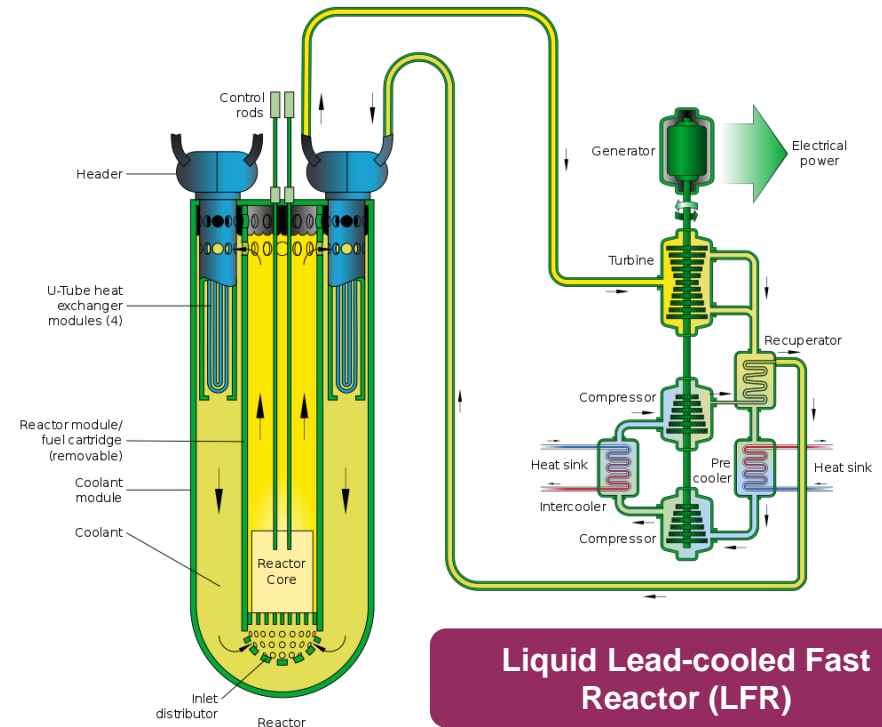 Control
rods
Header
U-Tube heat
exchanger
modules (4)
Reactor module/
fuel cartridge
(removable)
Coolant
module
Coolant
Reactor
Core
Inlet
distributor
Reactor
Generator
Electrical
power
Turbine
Recuperator
Compressor
Heat sink
Pre
cooler
Heat sink
Intercooler
Compressor
Liquid Lead-cooled Fast
Reactor (LFR)